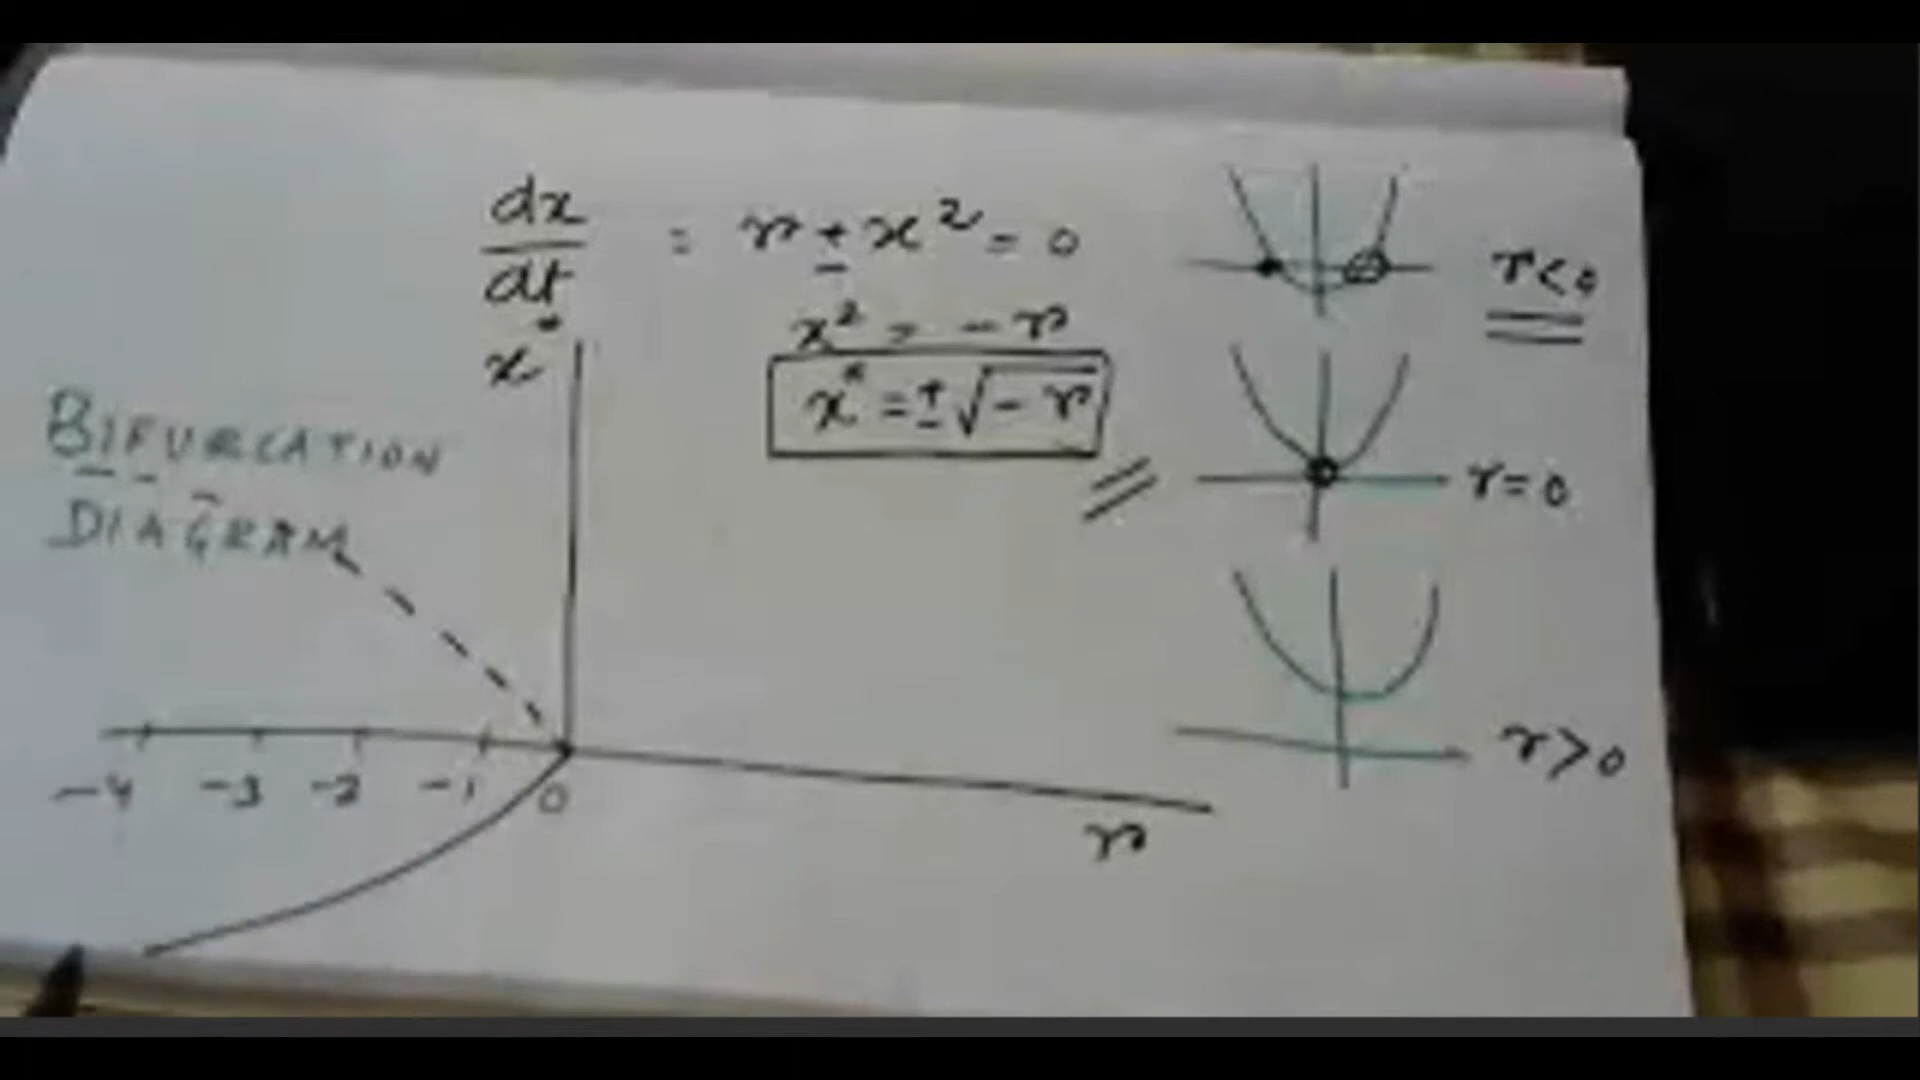 dx/dt = r + x² = 0
x² = - r
x* = ± √- r
x*
BIFURCATION
DIAGRAM
-4 -3 -2 -1 0
r
r<0
r=0
r>0